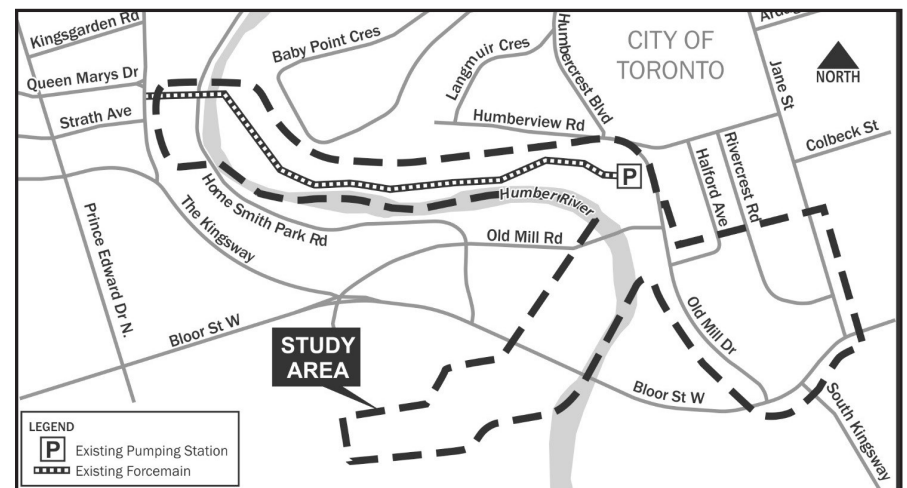 Kingsgarden Rd
Queen Marys Dr
Strath Ave
Baby Point Cres
Langmuir Cres
Humbercrest Blvd
Humberview Rd
CITY OF
TORONTO
NORTH
Jane St
Colbeck St
Halford Ave
Rivercrest Rd
P
Humber River
Home Smith Park Rd
The Kingsway
Prince Edward Dr N.
Old Mill Rd
Bloor St W
Old Mill Dr
STUDY
AREA
Bloor St W
South Kingsway
LEGEND
P Existing Pumping Station
Existing Forcemain